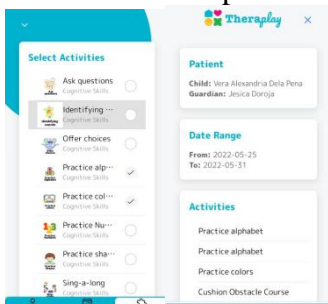 Theraplay
Select Activities
Ask questions
Cognitive Skills
Identifying ...
Cognitive Skills
Offer choices
Cognitive Skills
Practice alp...
Cognitive Skills
Practice col...
Cognitive Skills
Practice Nu...
Cognitive Skills
Practice sha...
Cognitive Skills
Sing-a-long
Cognitive Skills
Patient
Child: Vera Alexandria Dela Pena
Guardian: Jesica Doroja
Date Range
From: 2022-05-25
To: 2022-05-31
Activities
Practice alphabet
Practice alphabet
Practice colors
Cushion Obstacle Course